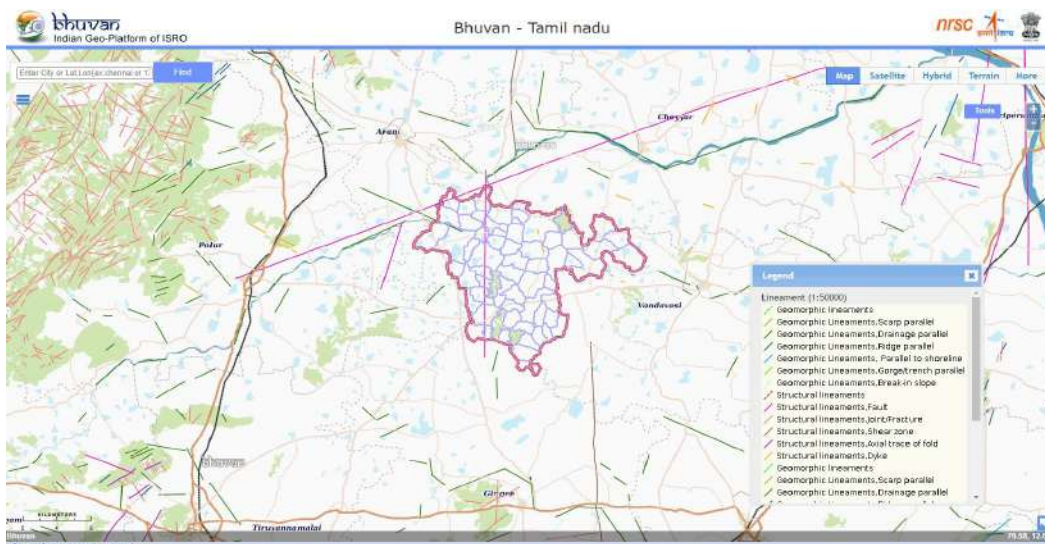 bhuvan
Indian Geo-Platform of ISRO
Bhuvan - Tamil nadu
nrsc
Find
Map Satellite Hybrid Terrain More
Tools
Arani
Cheyyar
Polur
Vandavasi
Gingee
Tiruvannamalai
bhuvan
KILOMETERS
Legend
Lineament (1:50000)
Geomorphic lineaments
Geomorphic Lineaments,Scarp parallel
Geomorphic Lineaments,Drainage parallel
Geomorphic Lineaments,Ridge parallel
Geomorphic Lineaments, Parallel to shoreline
Geomorphic Lineaments,Gorge/trench parallel
Geomorphic Lineaments,Break-in slope
Structural lineaments
Structural lineaments,Fault
Structural lineaments,Joint/Fracture
Structural lineaments,Shear zone
Structural lineaments,Axial trace of fold
Structural lineaments,Dyke
Geomorphic lineaments
Geomorphic Lineaments,Scarp parallel
Geomorphic Lineaments,Drainage parallel
Bhuvan